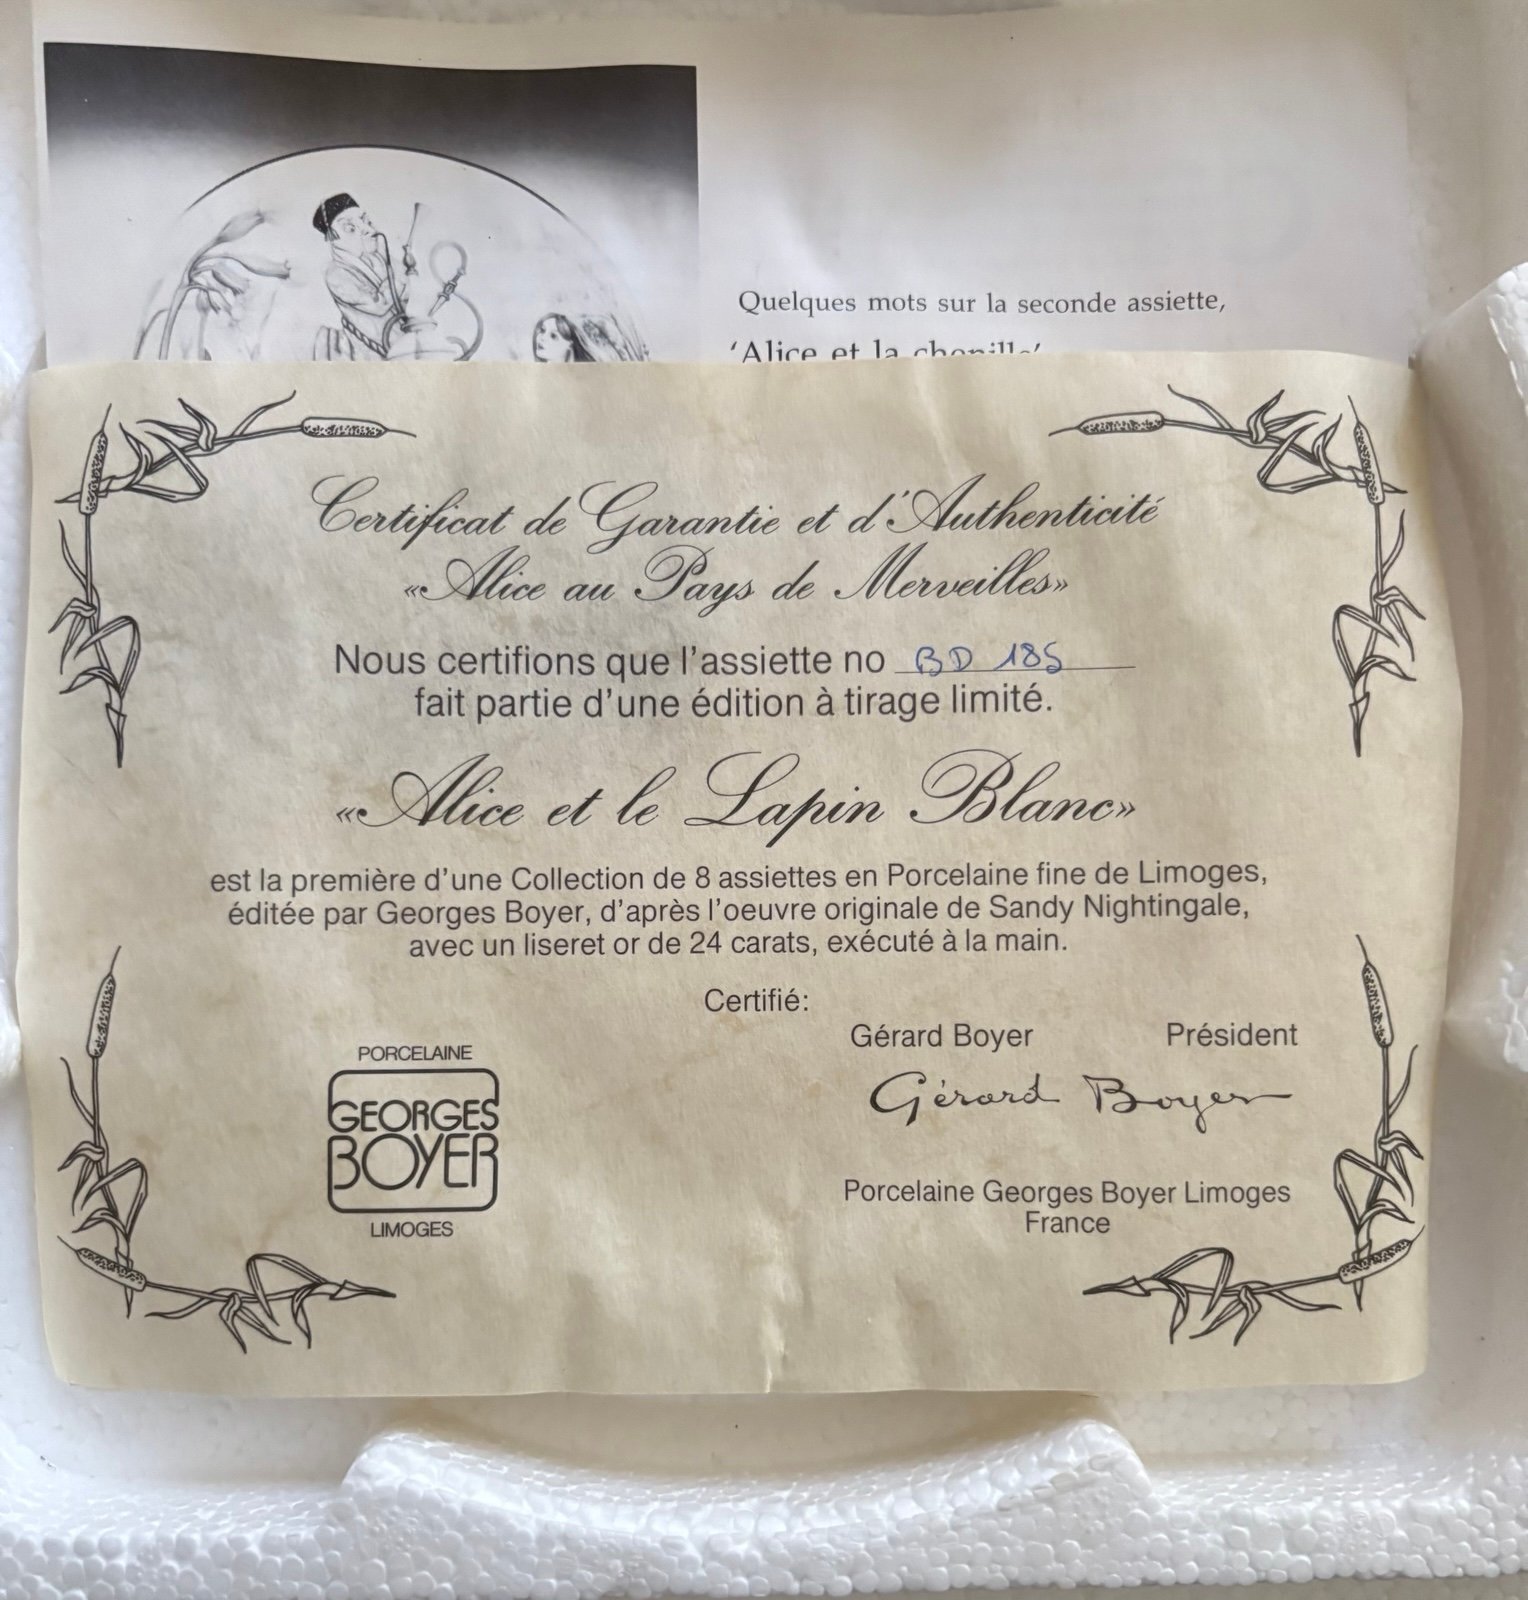 Quelques mots sur la seconde assiette,
'Alice et la chenille'
Certificat de Garantie et d'Authenticité
«Alice au Pays de Merveilles»
Nous certifions que l'assiette no BD 185
fait partie d'une édition à tirage limité.
«Alice et le Lapin Blanc»
est la première d'une Collection de 8 assiettes en Porcelaine fine de Limoges,
éditée par Georges Boyer, d'après l'oeuvre originale de Sandy Nightingale,
avec un liseret or de 24 carats, exécuté à la main.
Certifié:
Gérard Boyer Président
Gérard Boyer
PORCELAINE
GEORGES
BOYER
LIMOGES
Porcelaine Georges Boyer Limoges
France